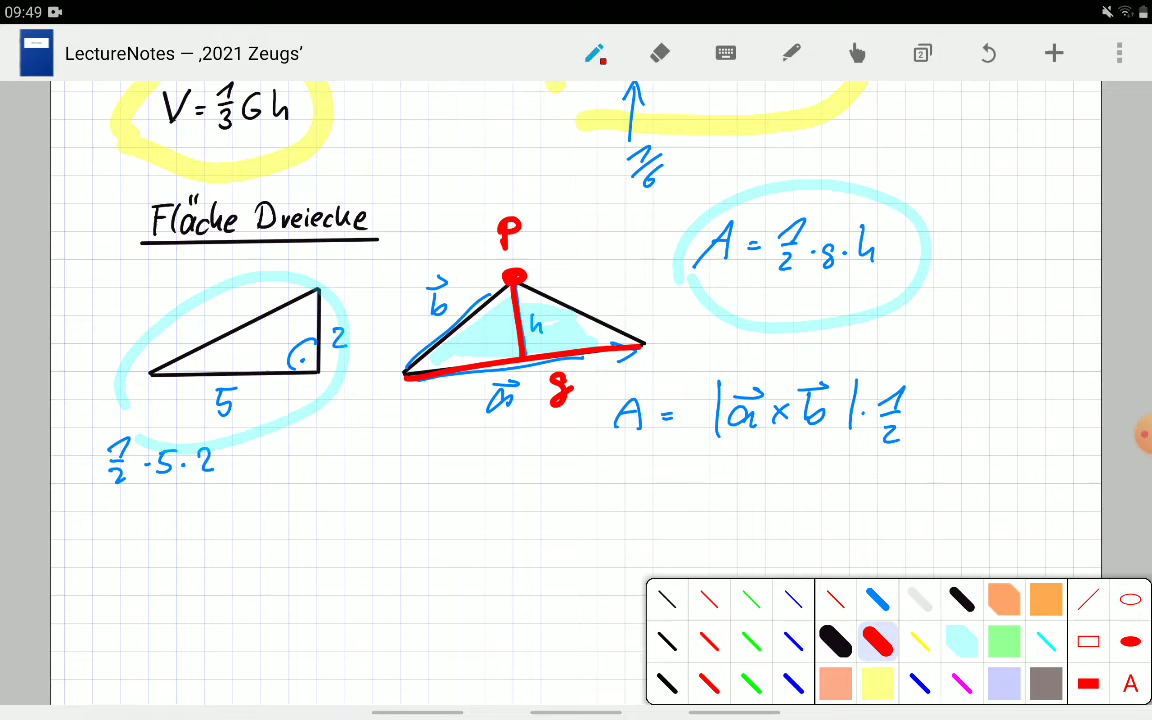 09:49
LectureNotes — ‚2021 Zeugs’
2
V = 1/3 G h
1/6
Fläche Dreiecke
P
A = 1/2 · g · h
b⃗
h
2
5
a⃗
g
A = |a⃗ × b⃗| · 1/2
1/2 · 5 · 2
A